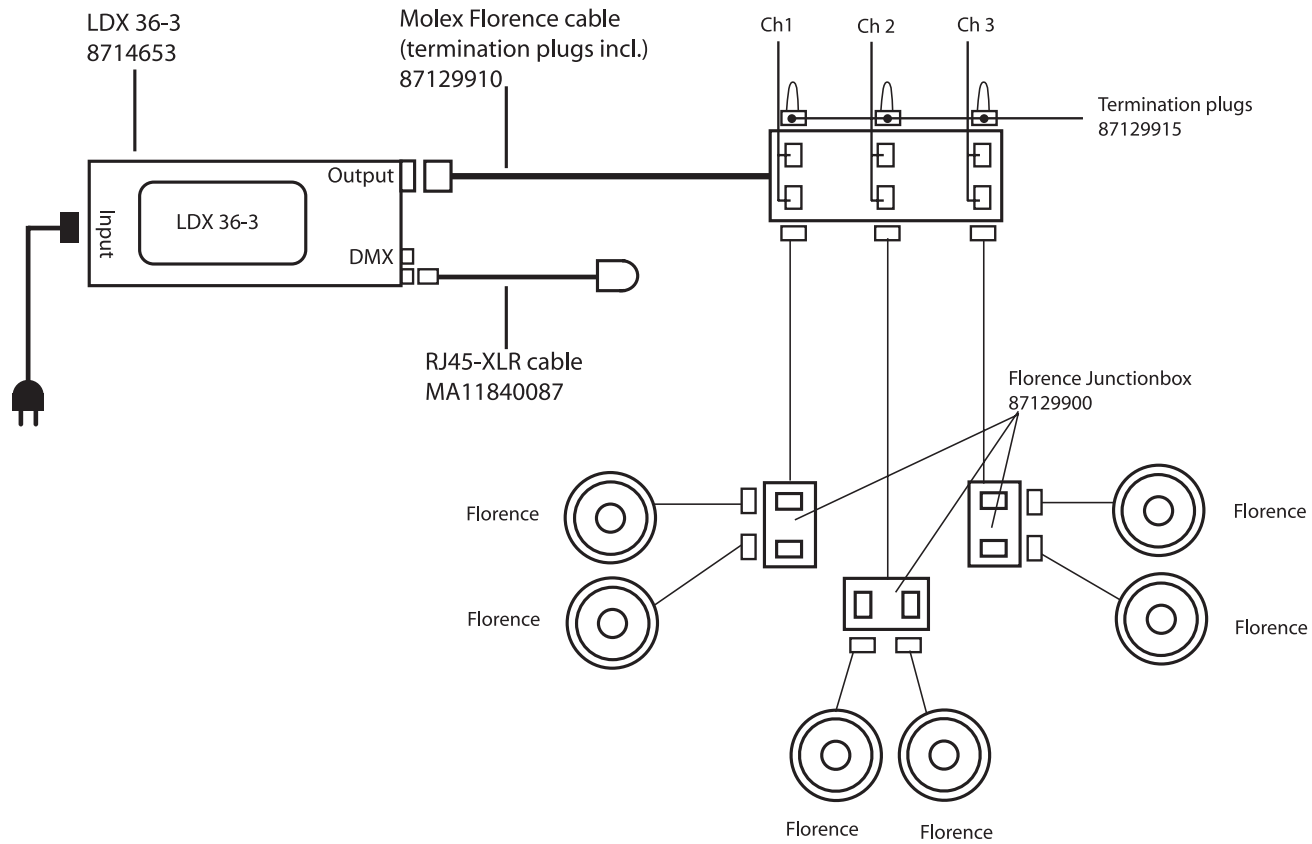 LDX 36-3
8714653
Molex Florence cable
(termination plugs incl.)
87129910
Ch1
Ch 2
Ch 3
Termination plugs
87129915
Output
Input
LDX 36-3
DMX
RJ45-XLR cable
MA11840087
Florence Junctionbox
87129900
Florence
Florence
Florence
Florence
Florence
Florence